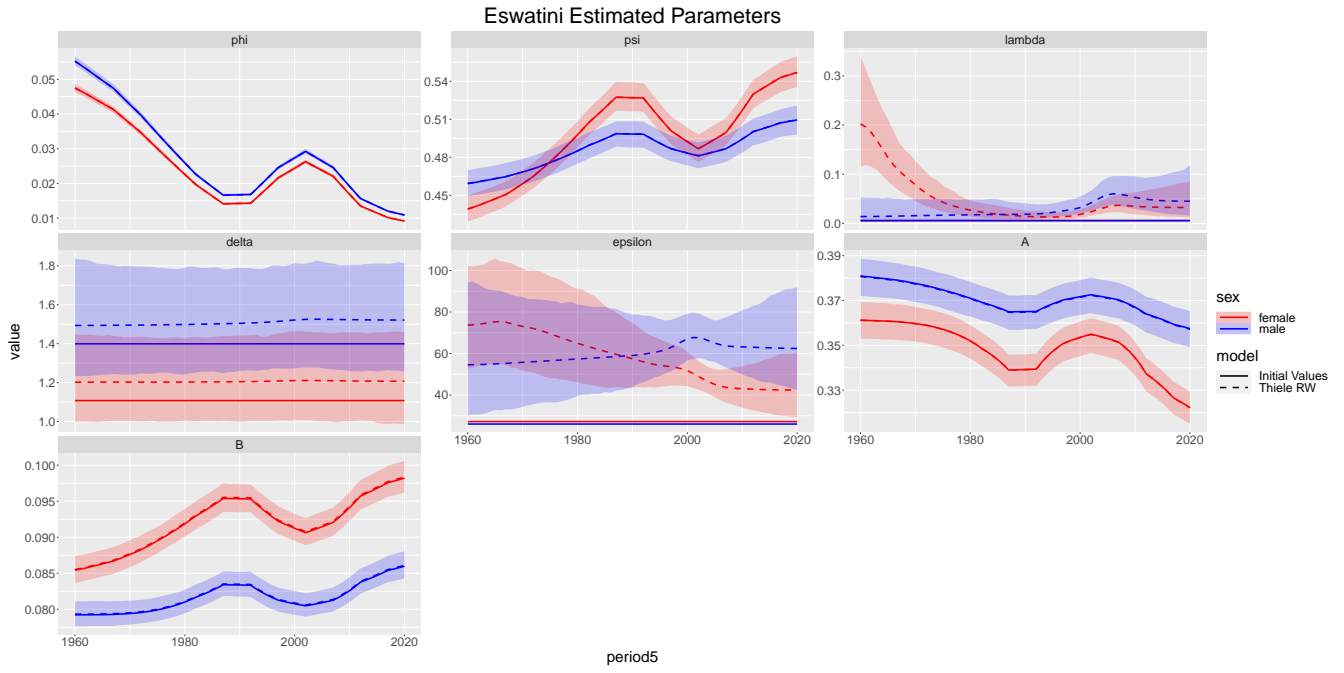 Eswatini Estimated Parameters
phi
psi
lambda
0.05
0.04
0.03
0.02
0.01
0.54
0.51
0.48
0.45
0.3
0.2
0.1
0.0
delta
epsilon
A
1.8
1.6
1.4
1.2
1.0
100
80
60
40
0.39
0.37
0.35
0.33
1960
1980
2000
2020
1960
1980
2000
2020
value
sex
female
male
model
Initial Values
Thiele RW
B
0.100
0.095
0.090
0.085
0.080
1960
1980
2000
2020
period5